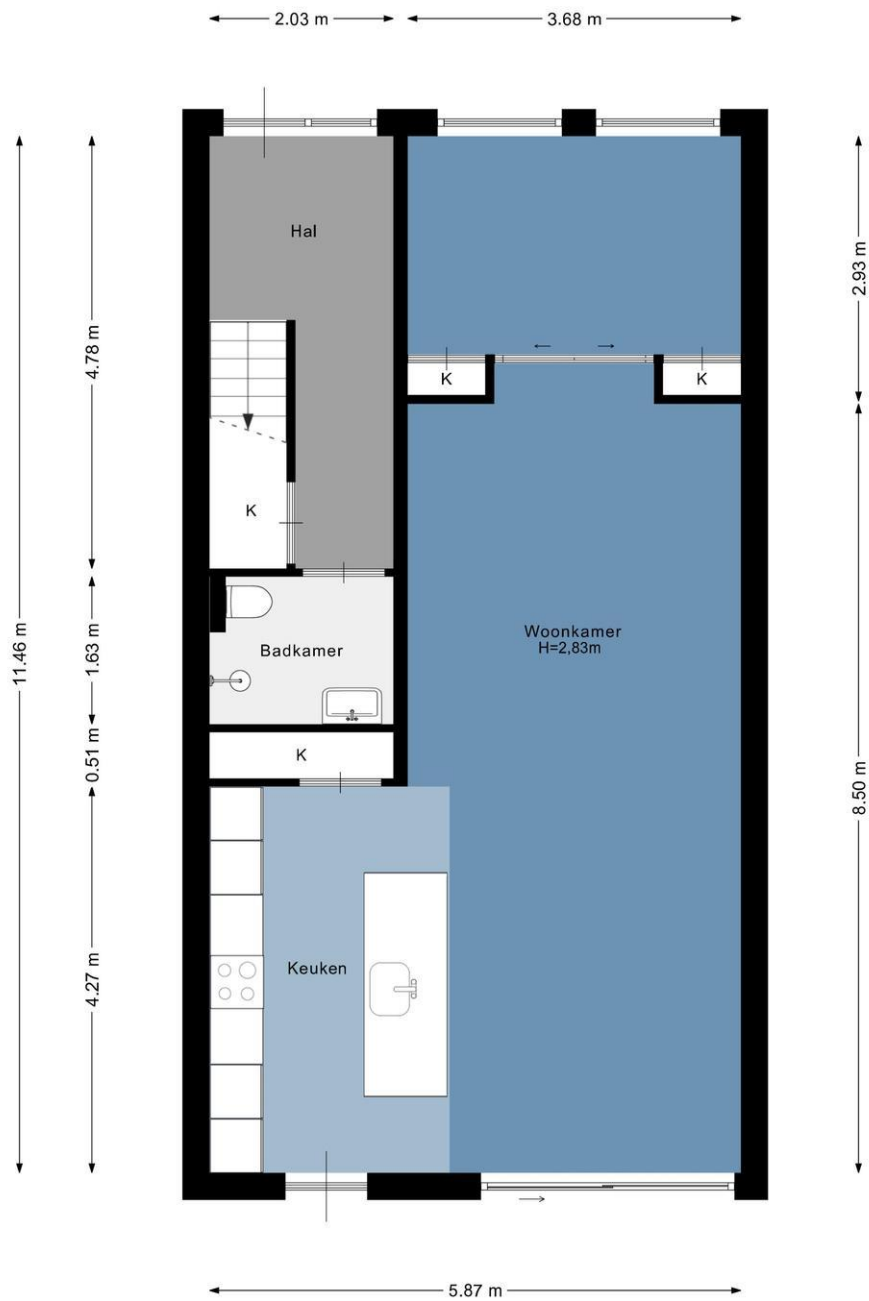 2.03 m
3.68 m
Hal
4.78 m
2.93 m
K
K
K
11.46 m
1.63 m
Badkamer
Woonkamer
H=2,83m
0.51 m
K
8.50 m
4.27 m
Keuken
5.87 m